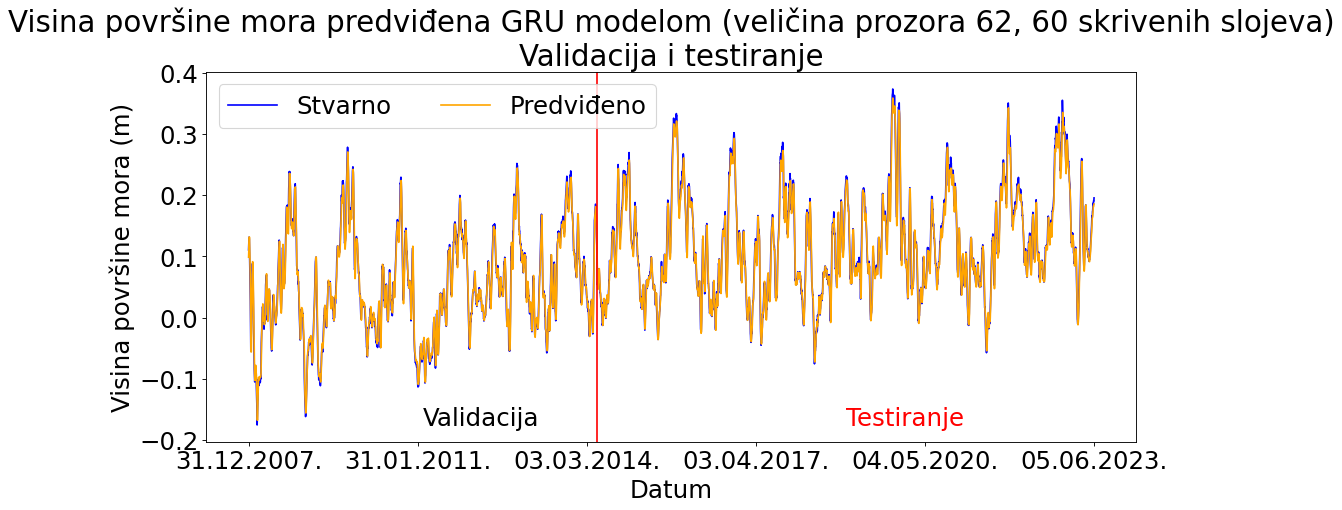 Visina površine mora predviđena GRU modelom (veličina prozora 62, 60 skrivenih slojeva)
Validacija i testiranje
Stvarno
Predviđeno
Visina površine mora (m)
0.4
0.3
0.2
0.1
0.0
−0.1
−0.2
Validacija
Testiranje
31.12.2007.
31.01.2011.
03.03.2014.
03.04.2017.
04.05.2020.
05.06.2023.
Datum